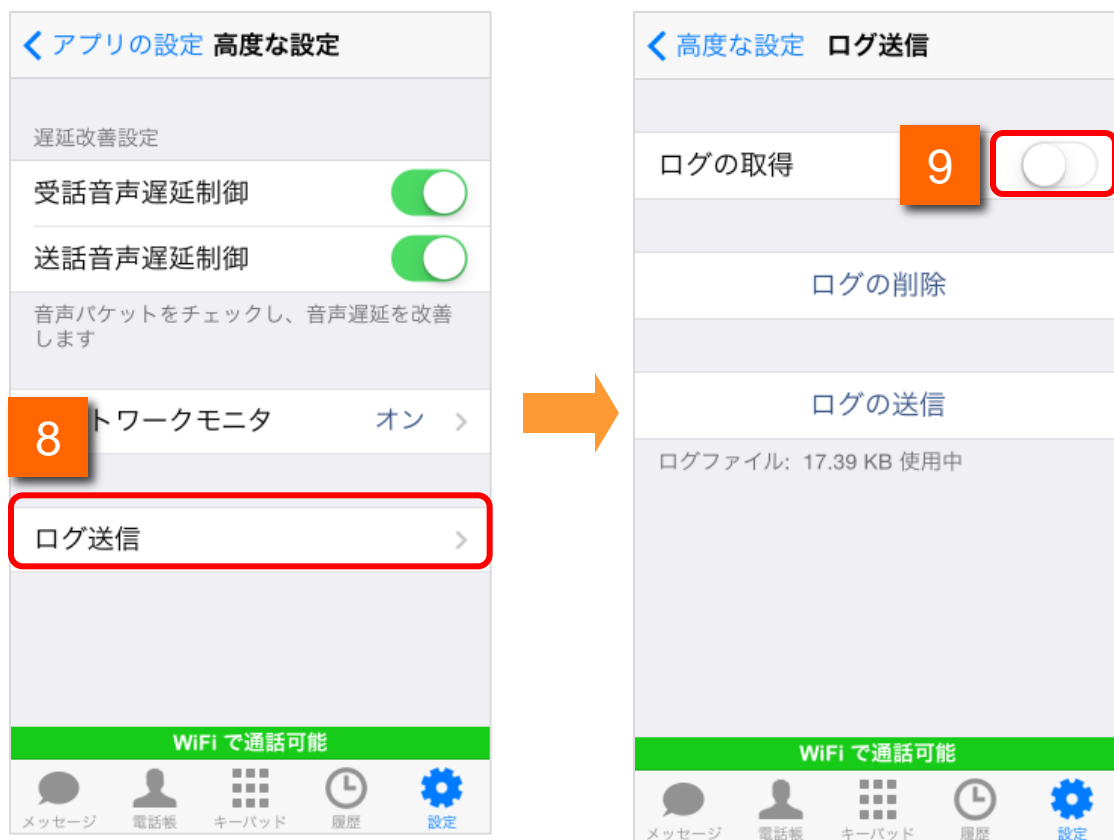 アプリの設定 高度な設定
遅延改善設定
受話音声遅延制御
送話音声遅延制御
音声パケットをチェックし、音声遅延を改善
します
8
トワークモニタ オン
ログ送信
WiFi で通話可能
メッセージ 電話帳 キーパッド 履歴 設定
高度な設定 ログ送信
ログの取得
9
ログの削除
ログの送信
ログファイル: 17.39 KB 使用中
WiFi で通話可能
メッセージ 電話帳 キーパッド 履歴 設定